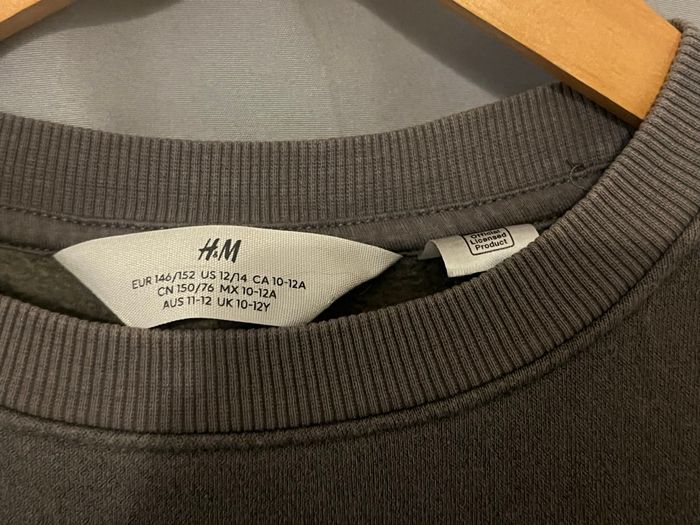 H&M
EUR 146/152 US 12/14 CA 10-12A
CN 150/76 MX 10-12A
AUS 11-12 UK 10-12Y
Official
Licensed
Product